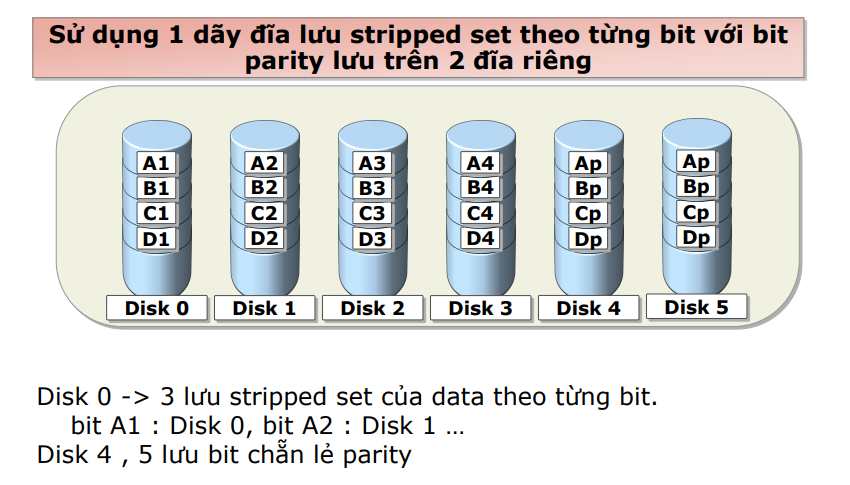 Sử dụng 1 dãy đĩa lưu stripped set theo từng bit với bit
parity lưu trên 2 đĩa riêng
A1 A2 A3 A4 Ap Ap
B1 B2 B3 B4 Bp Bp
C1 C2 C3 C4 Cp Cp
D1 D2 D3 D4 Dp Dp
Disk 0 Disk 1 Disk 2 Disk 3 Disk 4 Disk 5
Disk 0 -> 3 lưu stripped set của data theo từng bit.
bit A1 : Disk 0, bit A2 : Disk 1 …
Disk 4 , 5 lưu bit chẵn lẻ parity